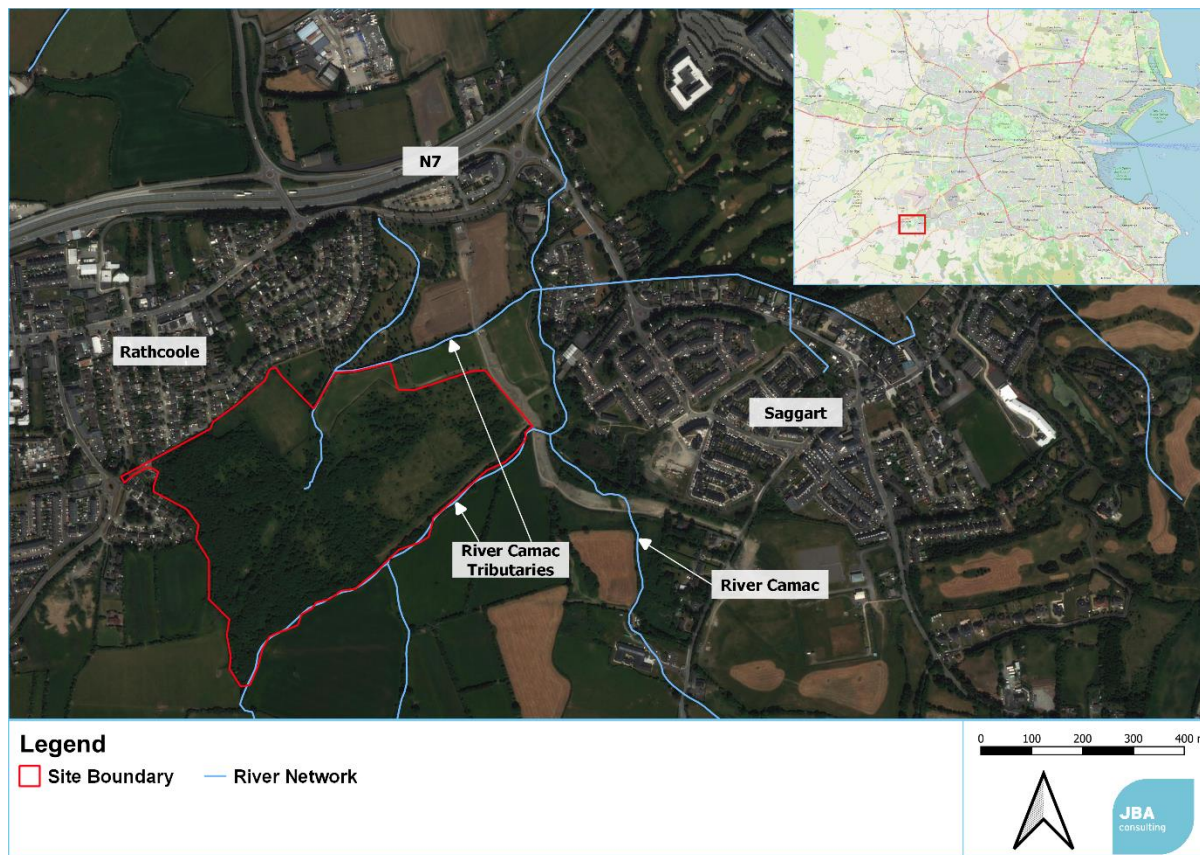 N7
Rathcoole
Saggart
River Camac
Tributaries
River Camac
Legend
Site Boundary
River Network
0 100 200 300 400 m
JBA
consulting